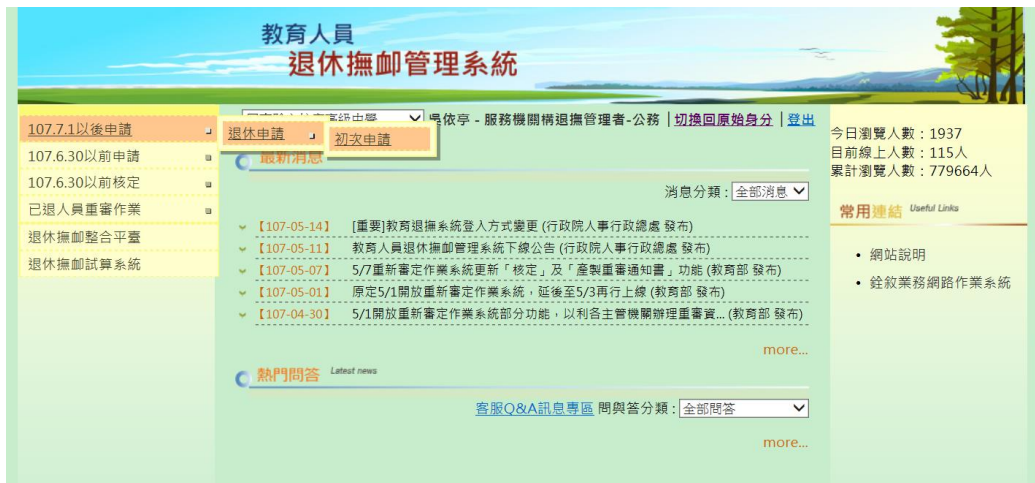 教育人員
退休撫卹管理系統
107.7.1以後申請
107.6.30以前申請
107.6.30以前核定
已退人員重審作業
退休撫卹整合平臺
退休撫卹試算系統
退休申請
初次申請
吳依亭 - 服務機關構退撫管理者-公務 | 切換回原始身分 | 登出
最新消息
消息分類 : 全部消息
【107-05-14】 [重要]教育退撫系統登入方式變更 (行政院人事行政總處 發布)
【107-05-11】 教育人員退休撫卹管理系統下線公告 (行政院人事行政總處 發布)
【107-05-07】 5/7重新審定作業系統更新「核定」及「產製重審通知書」功能 (教育部 發布)
【107-05-01】 原定5/1開放重新審定作業系統，延後至5/3再行上線 (教育部 發布)
【107-04-30】 5/1開放重新審定作業系統部分功能，以利各主管機關辦理重審資... (教育部 發布)
more...
熱門問答 Latest news
客服Q&A訊息專區 問與答分類 : 全部問答
more...
今日瀏覽人數 : 1937
目前線上人數 : 115人
累計瀏覽人數 : 779664人
常用連結 Useful Links
• 網站說明
• 銓敘業務網路作業系統